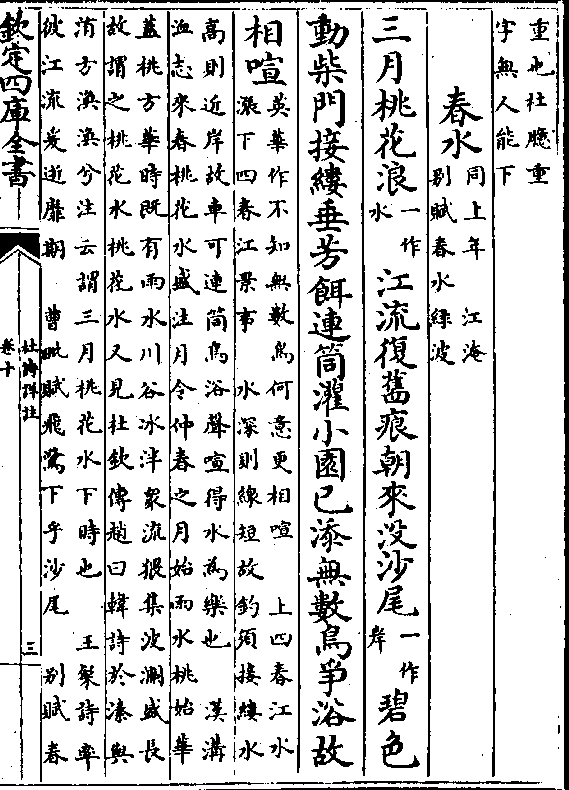 重也杜臆重
字無人能下
春水同上年 江淹
别賦春水緑波
三月桃花浪一作
水江流復舊痕朝來没沙尾一作
岸碧色
動柴門接縷垂芳餌連筒灌小園已添無數鳥爭浴故
相喧英華作不知無數鳥何意更相喧 上四春江水
漲下四春江景事 水深則線短故釣須接縷水
高則近岸故車可連筒鳥浴聲喧得水為樂也 漢溝
洫志來春桃花水盛注月令仲春之月始雨水桃始華
蓋桃方華時既有雨水川谷冰泮衆流猥集波瀾盛長
故謂之桃花水桃花水又見杜欽傳趙曰韓詩於溱與
洧方渙渙兮注云謂三月桃花水下時也 王粲詩率
彼江流爰逝靡期 曹毗賦飛鷺下乎沙尾 别賦春
欽定四庫全書
杜詩詳註
卷十
三